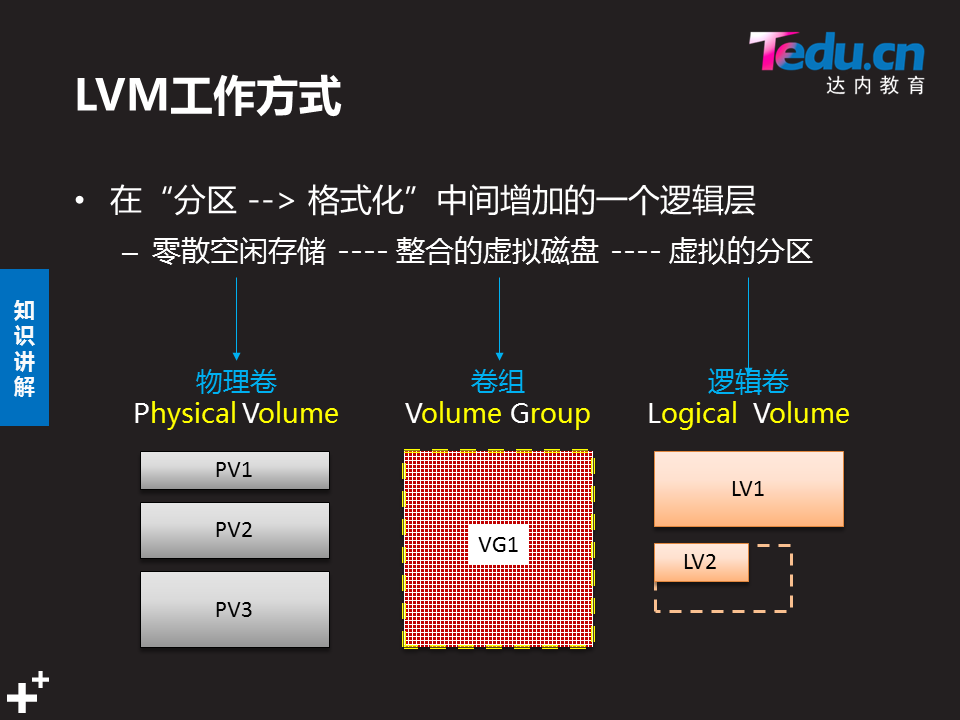 Tedu.cn
达内教育
LVM工作方式
• 在“分区 --> 格式化”中间增加的一个逻辑层
– 零散空闲存储 ---- 整合的虚拟磁盘 ---- 虚拟的分区
知识讲解
物理卷 卷组 逻辑卷
Physical Volume Volume Group Logical Volume
PV1
PV2
PV3
VG1
LV1
LV2